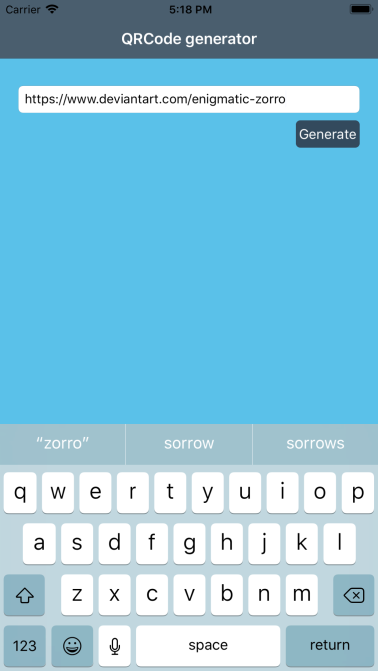 Carrier 5:18 PM
QRCode generator
https://www.deviantart.com/enigmatic-zorro
Generate
“zorro” sorrow sorrows
q w e r t y u i o p
a s d f g h j k l
z x c v b n m
123 space return